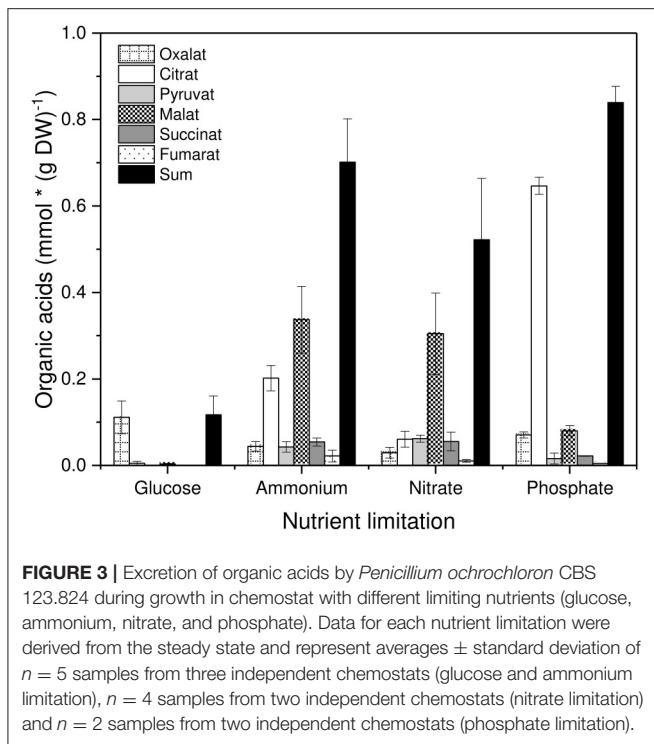 1.0
0.8
0.6
0.4
0.2
0.0
Organic acids (mmol * (g DW)⁻¹)
Oxalat
Citrat
Pyruvat
Malat
Succinat
Fumarat
Sum
Glucose Ammonium Nitrate Phosphate
Nutrient limitation
FIGURE 3 | Excretion of organic acids by Penicillium ochrochloron CBS
123.824 during growth in chemostat with different limiting nutrients (glucose,
ammonium, nitrate, and phosphate). Data for each nutrient limitation were
derived from the steady state and represent averages ± standard deviation of
n = 5 samples from three independent chemostats (glucose and ammonium
limitation), n = 4 samples from two independent chemostats (nitrate limitation)
and n = 2 samples from two independent chemostats (phosphate limitation).